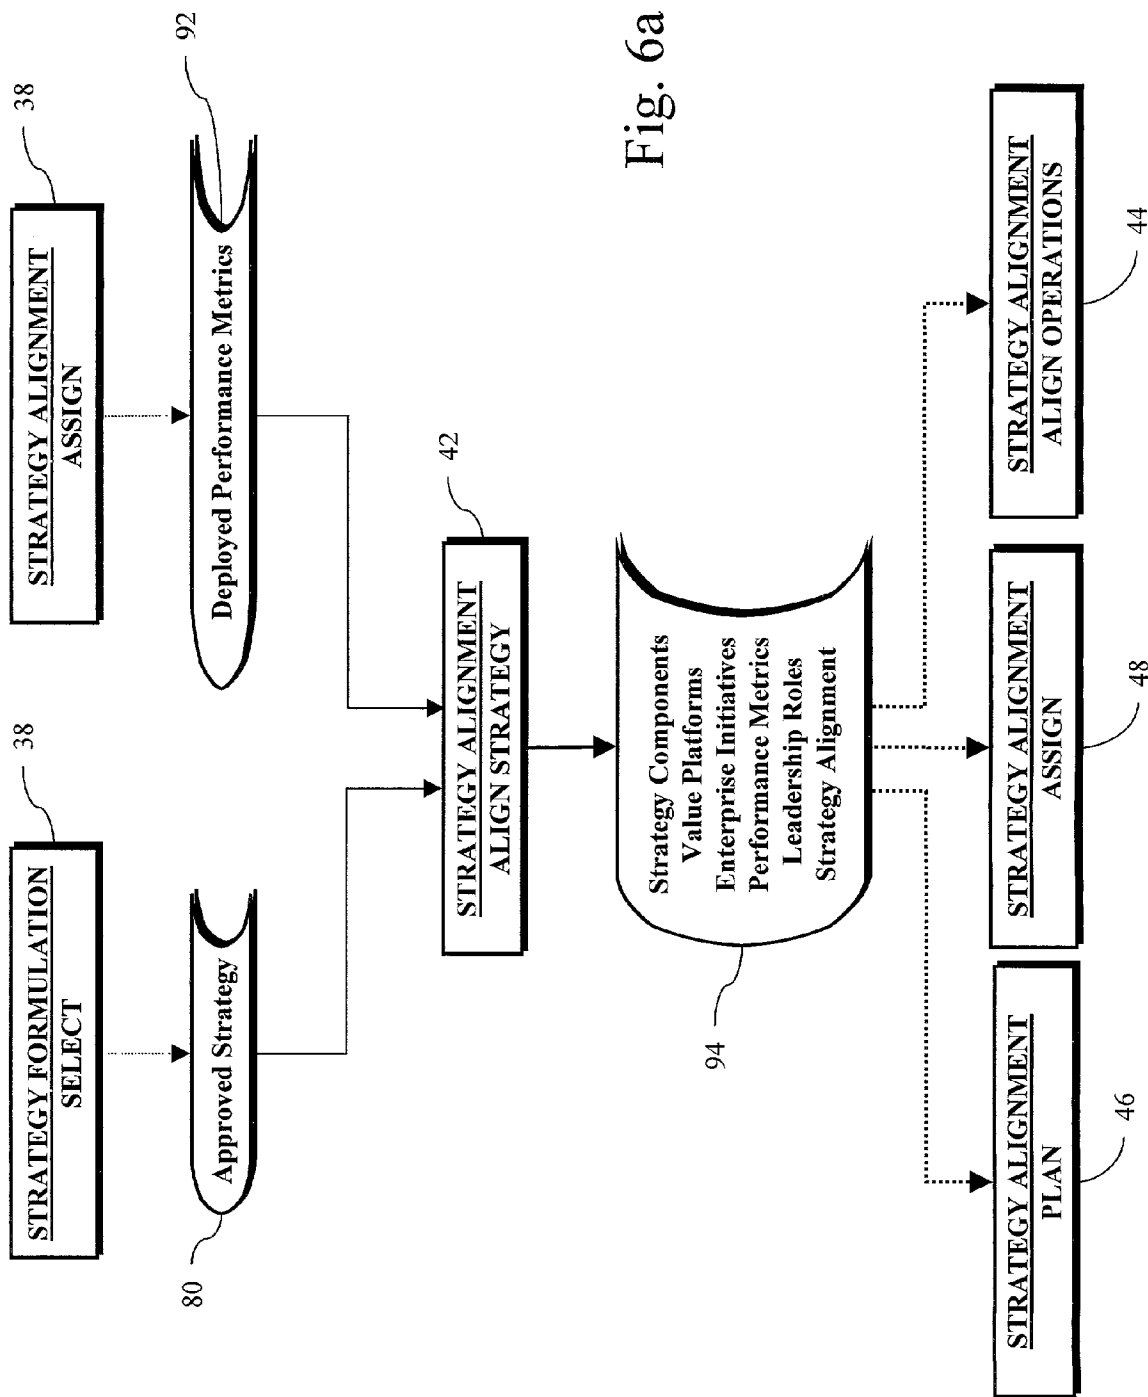 38
STRATEGY FORMULATION
SELECT
38
STRATEGY ALIGNMENT
ASSIGN
80
Approved Strategy
Deployed Performance Metrics
92
42
STRATEGY ALIGNMENT
ALIGN STRATEGY
Fig. 6a
94
Strategy Components
Value Platforms
Enterprise Initiatives
Performance Metrics
Leadership Roles
Strategy Alignment
STRATEGY ALIGNMENT
PLAN
46
STRATEGY ALIGNMENT
ASSIGN
48
STRATEGY ALIGNMENT
ALIGN OPERATIONS
44